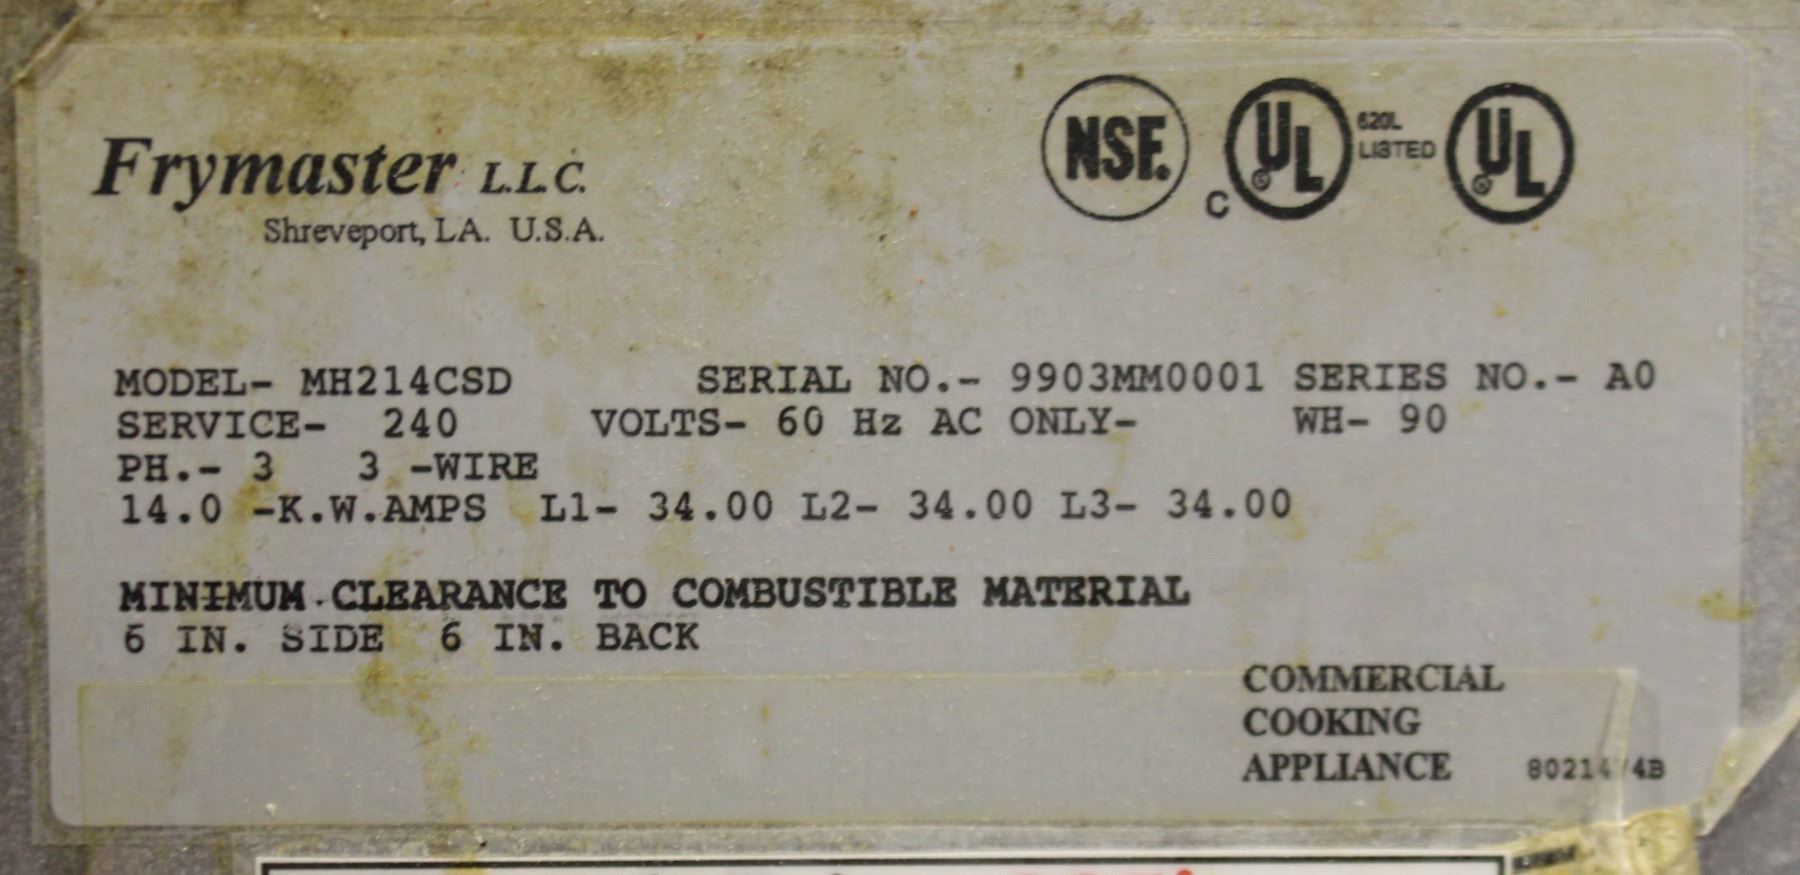 Frymaster L.L.C.
Shreveport, LA. U.S.A.
NSF.
C UL 620L LISTED UL
MODEL- MH214CSD SERIAL NO.- 9903MM0001 SERIES NO.- A0
SERVICE- 240 VOLTS- 60 Hz AC ONLY- WH- 90
PH.- 3 3 -WIRE
14.0 -K.W.AMPS L1- 34.00 L2- 34.00 L3- 34.00
MINIMUM CLEARANCE TO COMBUSTIBLE MATERIAL
6 IN. SIDE 6 IN. BACK
COMMERCIAL
COOKING
APPLIANCE